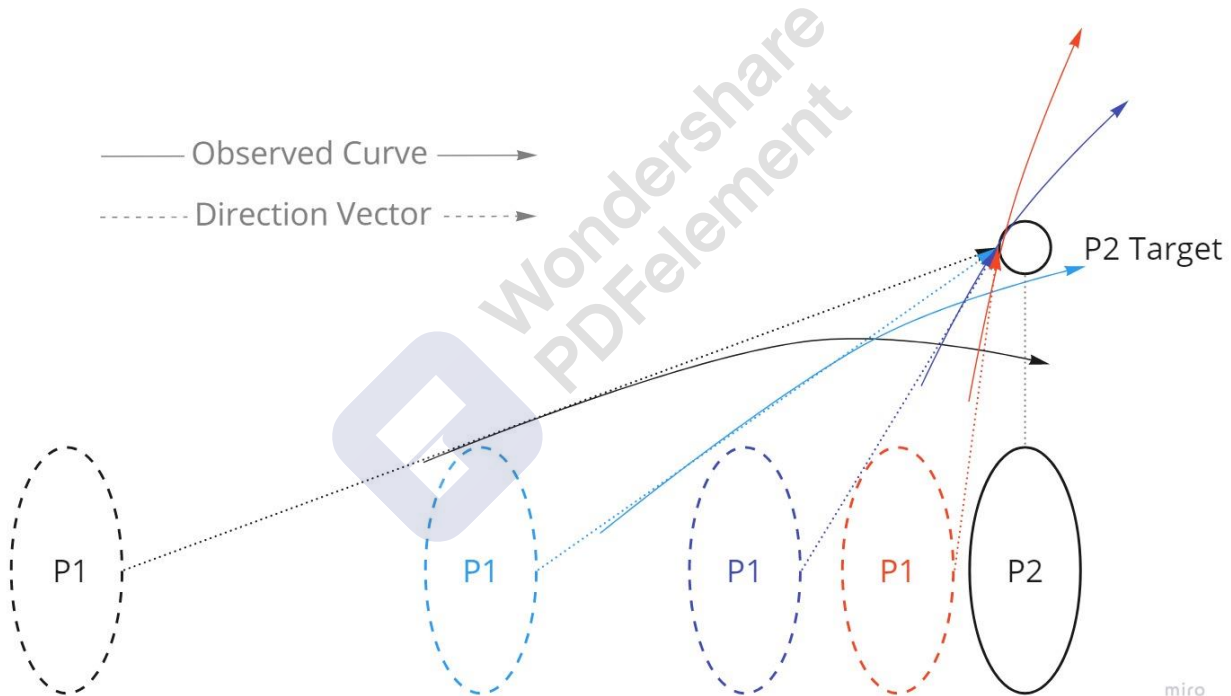 Wondershare
PDFelement
Observed Curve
Direction Vector
P2 Target
P1
P1
P1
P1
P2
miro